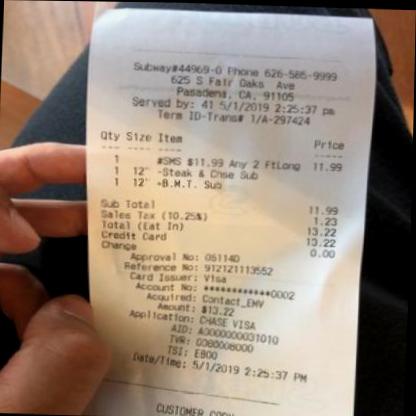 Subway#44969-0 Phone 626-585-9999
625 S Fair Oaks Ave
Pasadena, CA, 91105
Served by: 41 5/1/2019 2:25:37 pm
Term ID-Trans# 1/A-297424
Qty Size Item Price
---- ---- ---- -----
1 #SMS $11.99 Any 2 FtLong 11.99
1 12" -Steak & Chse Sub
1 12" -B.M.T. Sub
Sub Total 11.99
Sales Tax (10.25%) 1.23
Total (Eat In) 13.22
Credit Card 13.22
Change 0.00
Approval No: 06114D
Reference No: 912121113552
Card Issuer: Visa
Account No: ************0002
Acquired: Contact_EMV
Amount: $13.22
Application: CHASE VISA
AID: A0000000031010
TVR: 0080008000
TSI: E800
Date/Time: 5/1/2019 2:25:37 PM
CUSTOMER COPY